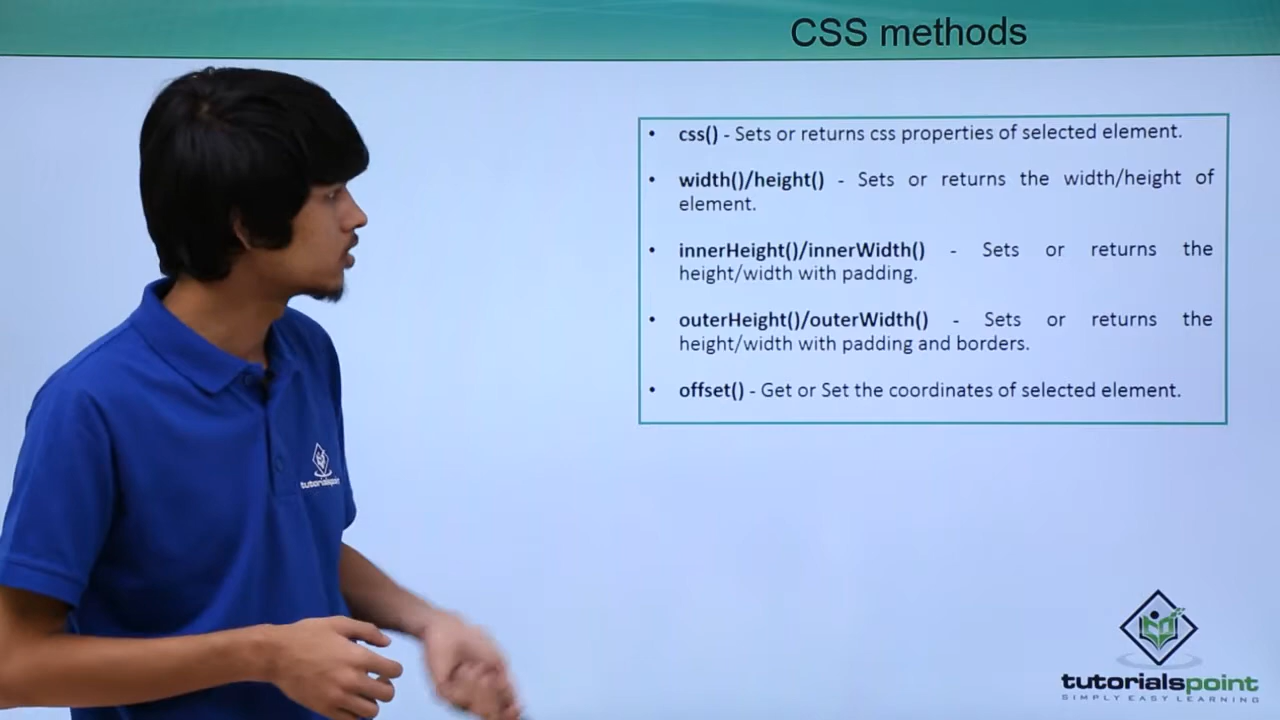 CSS methods
• css() - Sets or returns css properties of selected element.
• width()/height() - Sets or returns the width/height of
element.
• innerHeight()/innerWidth() - Sets or returns the
height/width with padding.
• outerHeight()/outerWidth() - Sets or returns the
height/width with padding and borders.
• offset() - Get or Set the coordinates of selected element.
tutorialspoint
tutorialspoint
SIMPLY EASY LEARNING